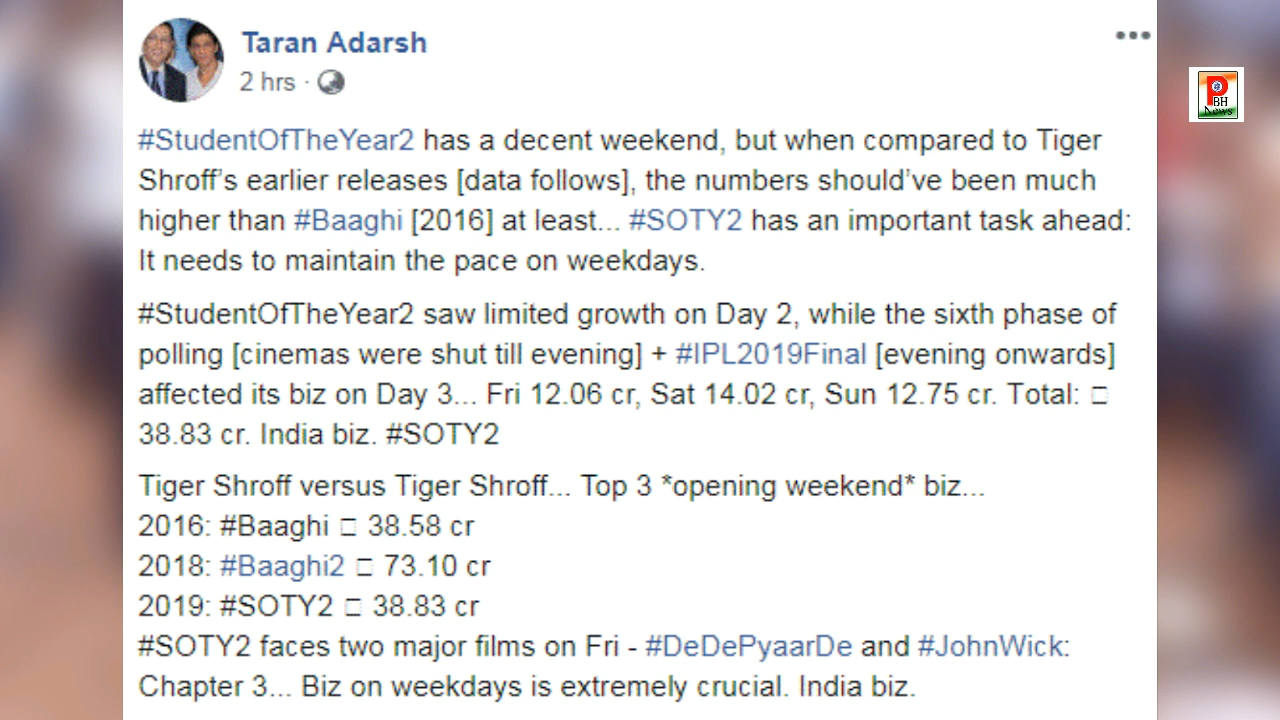 Taran Adarsh
2 hrs ·
#StudentOfTheYear2 has a decent weekend, but when compared to Tiger
Shroff’s earlier releases [data follows], the numbers should’ve been much
higher than #Baaghi [2016] at least... #SOTY2 has an important task ahead:
It needs to maintain the pace on weekdays.
#StudentOfTheYear2 saw limited growth on Day 2, while the sixth phase of
polling [cinemas were shut till evening] + #IPL2019Final [evening onwards]
affected its biz on Day 3... Fri 12.06 cr, Sat 14.02 cr, Sun 12.75 cr. Total: □
38.83 cr. India biz. #SOTY2
Tiger Shroff versus Tiger Shroff... Top 3 *opening weekend* biz...
2016: #Baaghi □ 38.58 cr
2018: #Baaghi2 □ 73.10 cr
2019: #SOTY2 □ 38.83 cr
#SOTY2 faces two major films on Fri - #DeDePyaarDe and #JohnWick:
Chapter 3... Biz on weekdays is extremely crucial. India biz.
P
BH
News